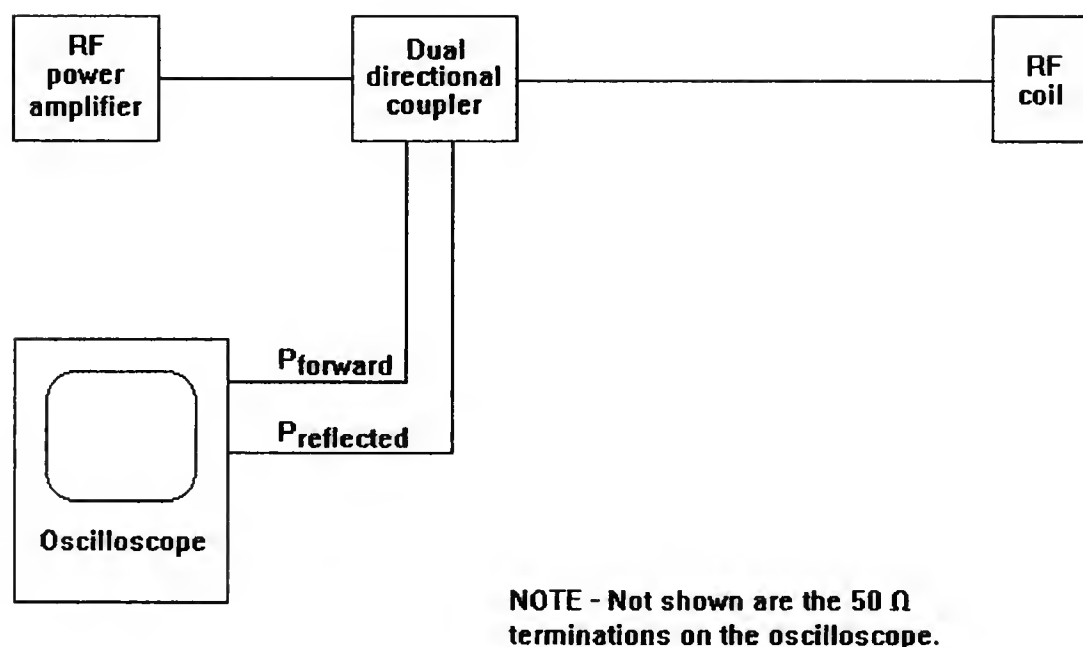 RF
power
amplifier
Dual
directional
coupler
RF
coil
Pforward
Preflected
Oscilloscope
NOTE - Not shown are the 50 Ω
terminations on the oscilloscope.